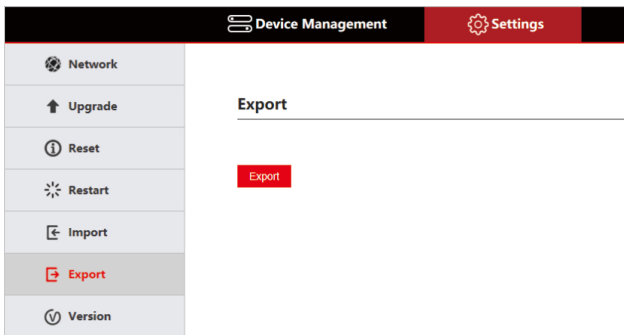 Device Management
Settings
Network
Upgrade
Reset
Restart
Import
Export
Version
Export
Export